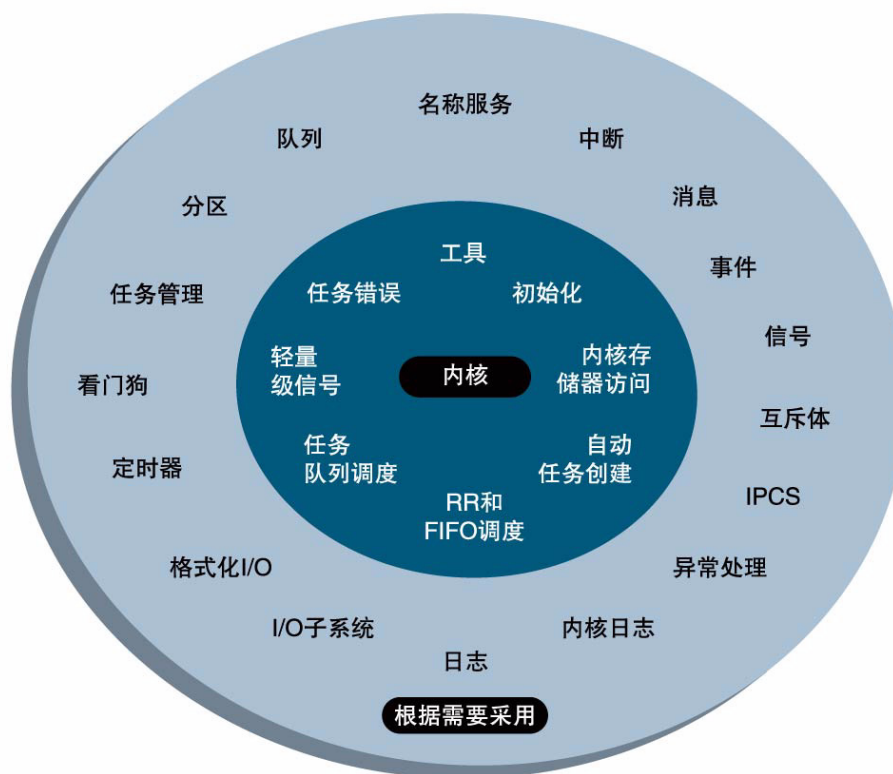 名称服务
队列
中断
分区
消息
任务管理
事件
看门狗
信号
定时器
互斥体
格式化I/O
IPCS
I/O子系统
异常处理
日志
内核日志
根据需要采用
工具
任务错误
初始化
轻量
级信号
内核
内核存
储器访问
任务
队列调度
自动
任务创建
RR和
FIFO调度